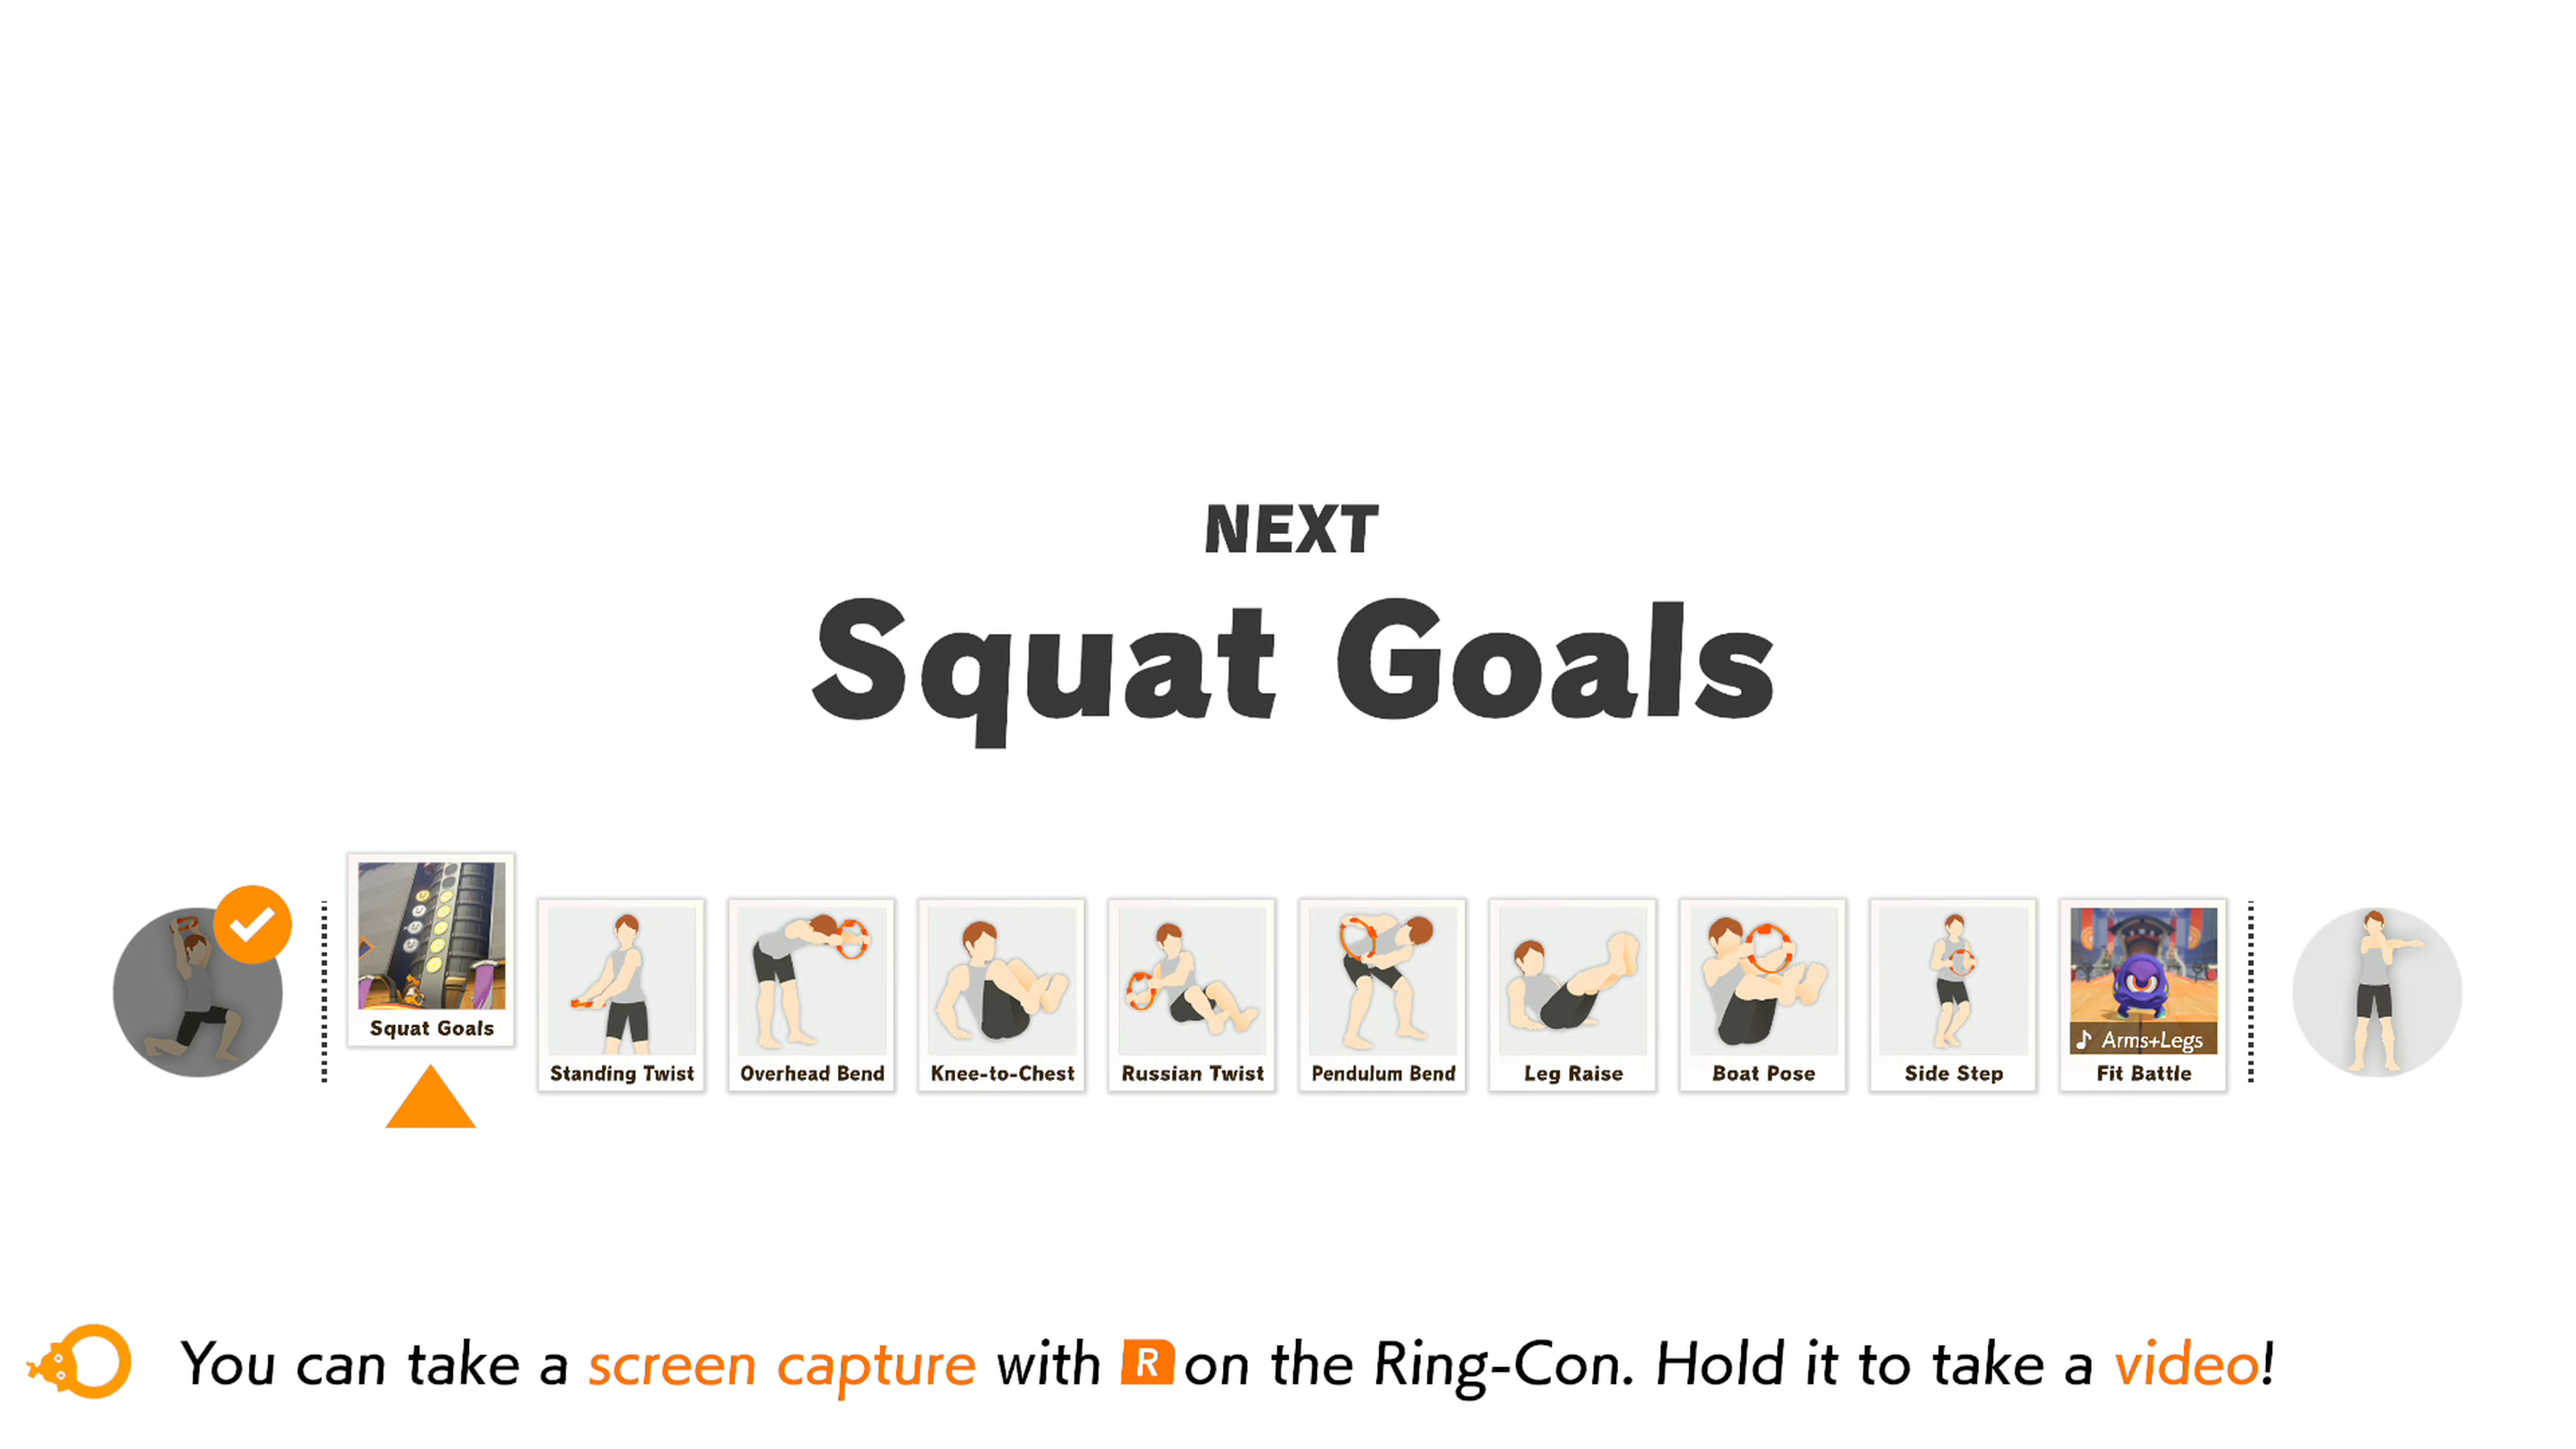 NEXT
Squat Goals
Squat Goals
Standing Twist
Overhead Bend
Knee-to-Chest
Russian Twist
Pendulum Bend
Leg Raise
Boat Pose
Side Step
♪ Arms+Legs
Fit Battle
You can take a screen capture with R on the Ring-Con. Hold it to take a video!